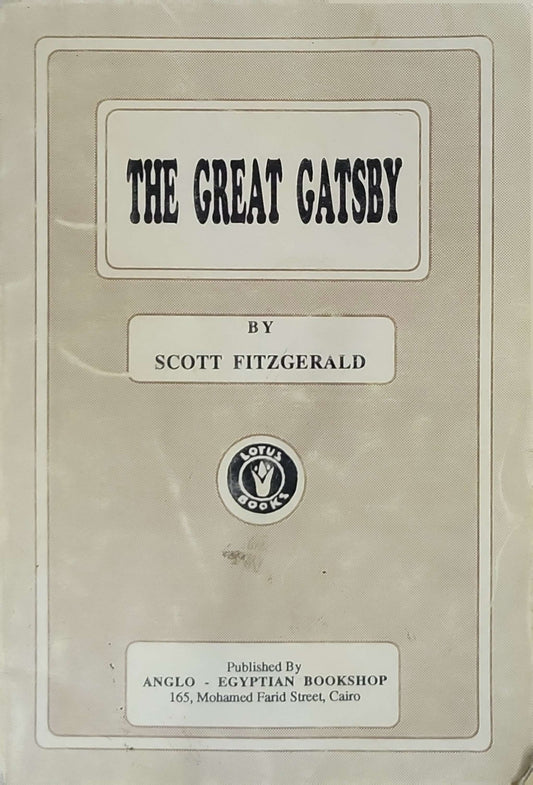 THE GREAT GATSBY
BY
SCOTT FITZGERALD
LOTUS
BOOKS
Published By
ANGLO - EGYPTIAN BOOKSHOP
165, Mohamed Farid Street, Cairo